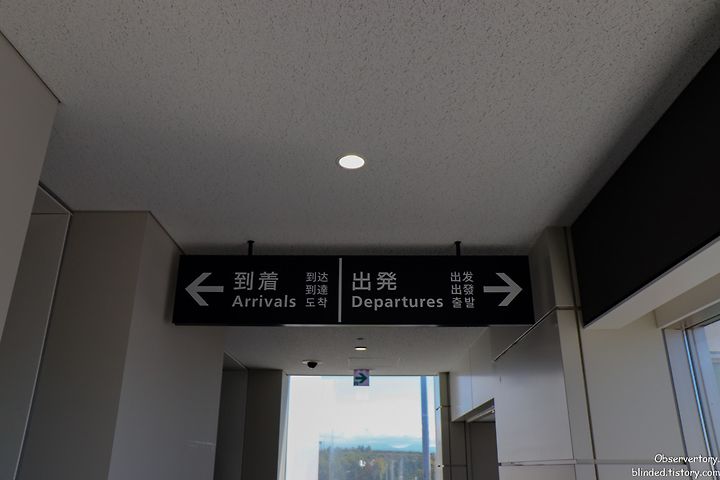 到着
Arrivals
到达
到達
도착
出発
Departures
出发
出發
출발
Observertory.
blinded.tistory.com